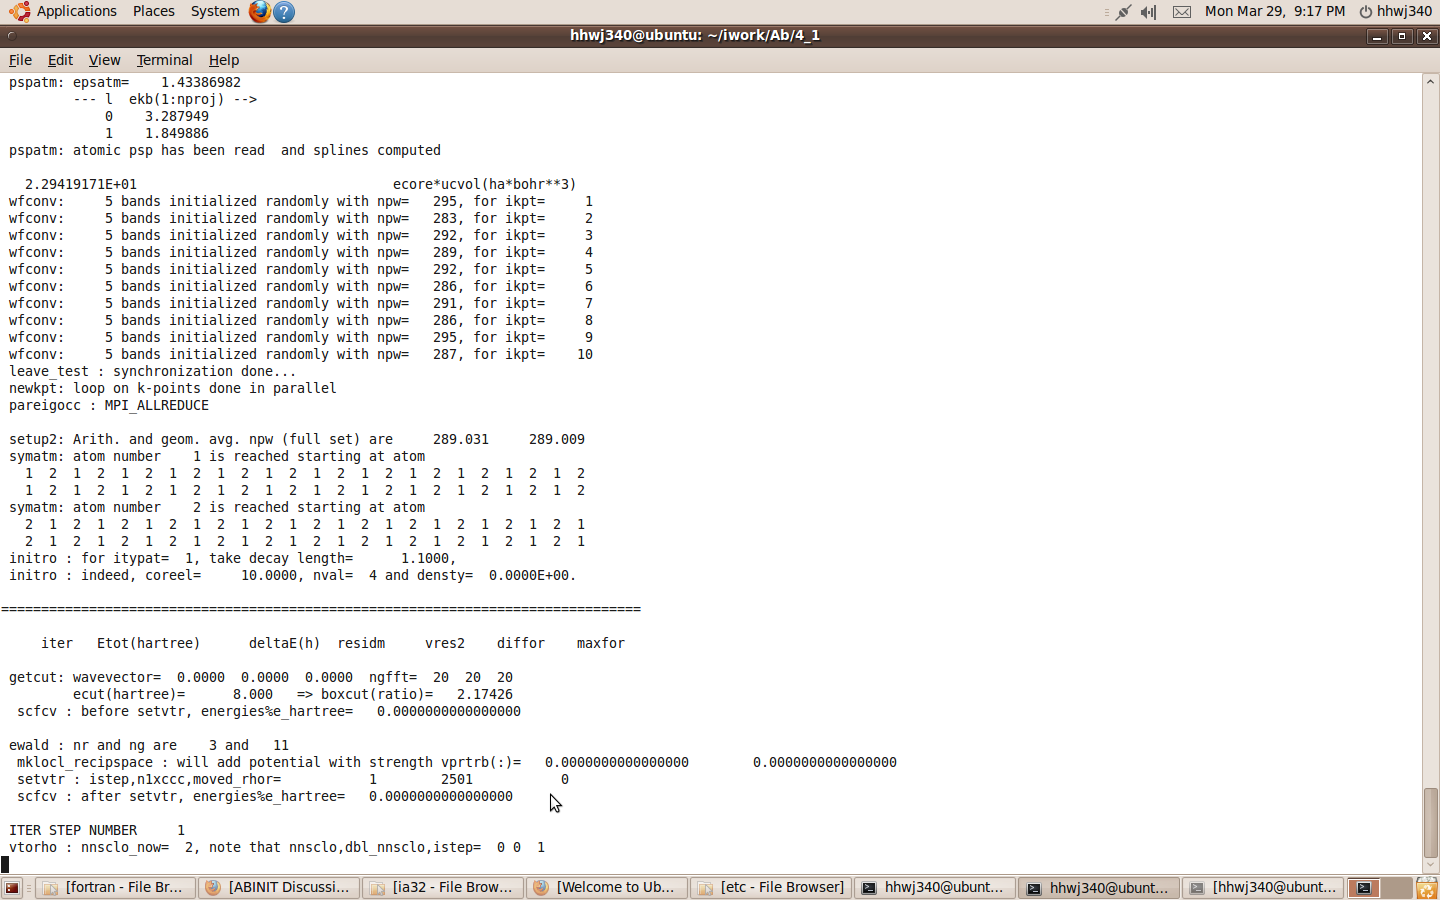 Applications Places System ? Mon Mar 29, 9:17 PM hhwj340
hhwj340@ubuntu: ~/iwork/Ab/4_1
File Edit View Terminal Help
pspatm: epsatm=    1.43386982
--- l  ekb(1:nproj) -->
0    3.287949
1    1.849886
pspatm: atomic psp has been read  and splines computed
2.29419171E+01                                ecore*ucvol(ha*bohr**3)
wfconv:     5 bands initialized randomly with npw=   295, for ikpt=     1
wfconv:     5 bands initialized randomly with npw=   283, for ikpt=     2
wfconv:     5 bands initialized randomly with npw=   292, for ikpt=     3
wfconv:     5 bands initialized randomly with npw=   289, for ikpt=     4
wfconv:     5 bands initialized randomly with npw=   292, for ikpt=     5
wfconv:     5 bands initialized randomly with npw=   286, for ikpt=     6
wfconv:     5 bands initialized randomly with npw=   291, for ikpt=     7
wfconv:     5 bands initialized randomly with npw=   286, for ikpt=     8
wfconv:     5 bands initialized randomly with npw=   295, for ikpt=     9
wfconv:     5 bands initialized randomly with npw=   287, for ikpt=    10
leave_test : synchronization done...
newkpt: loop on k-points done in parallel
pareigocc : MPI_ALLREDUCE
setup2: Arith. and geom. avg. npw (full set) are     289.031     289.009
symatm: atom number    1 is reached starting at atom
1  2  1  2  1  2  1  2  1  2  1  2  1  2  1  2  1  2  1  2  1  2  1  2
1  2  1  2  1  2  1  2  1  2  1  2  1  2  1  2  1  2  1  2  1  2  1  2
symatm: atom number    2 is reached starting at atom
2  1  2  1  2  1  2  1  2  1  2  1  2  1  2  1  2  1  2  1  2  1  2  1
2  1  2  1  2  1  2  1  2  1  2  1  2  1  2  1  2  1  2  1  2  1  2  1
initro : for itypat=  1, take decay length=      1.1000,
initro : indeed, coreel=     10.0000, nval=  4 and densty=  0.0000E+00.
================================================================================
iter   Etot(hartree)      deltaE(h)  residm     vres2    diffor    maxfor
getcut: wavevector=  0.0000  0.0000  0.0000  ngfft=  20  20  20
ecut(hartree)=      8.000   => boxcut(ratio)=   2.17426
scfcv : before setvtr, energies%e_hartree=   0.0000000000000000
ewald : nr and ng are    3 and   11
mklocl_recipspace : will add potential with strength vprtrb(:)=   0.0000000000000000        0.0000000000000000
setvtr : istep,n1xccc,moved_rhor=           1        2501           0
scfcv : after setvtr, energies%e_hartree=   0.0000000000000000
ITER STEP NUMBER     1
vtorho : nnsclo_now=  2, note that nnsclo,dbl_nnsclo,istep=  0 0  1
[fortran - File Br... [ABINIT Discussi... [ia32 - File Brow... [Welcome to Ub... [etc - File Browser] hhwj340@ubunt... hhwj340@ubunt... [hhwj340@ubunt...